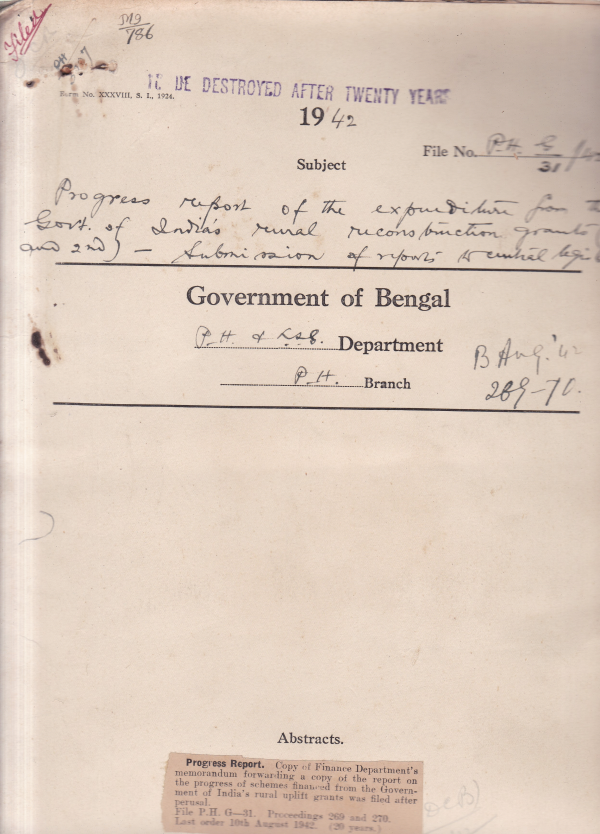 Filed
M9
786
TO BE DESTROYED AFTER TWENTY YEARS
Form No. XXXVIII, S. I., 1924.
1942
File No. P.H. G/31 /42
Subject
Progress report of the expenditure from
Govt. of India's rural reconstruction grants (
and 2nd) — Submission of reports to central legis
Government of Bengal
P.H. & L.S.G. Department
P.H. Branch
B Aug. '42
269-70.
Abstracts.
Progress Report. Copy of Finance Department's
memorandum forwarding a copy of the report on
the progress of schemes financed from the Govern-
ment of India's rural uplift grants was filed after
perusal.
File P.H. G—31. Proceedings 269 and 270.
Last order 10th August 1942. (20 years.)